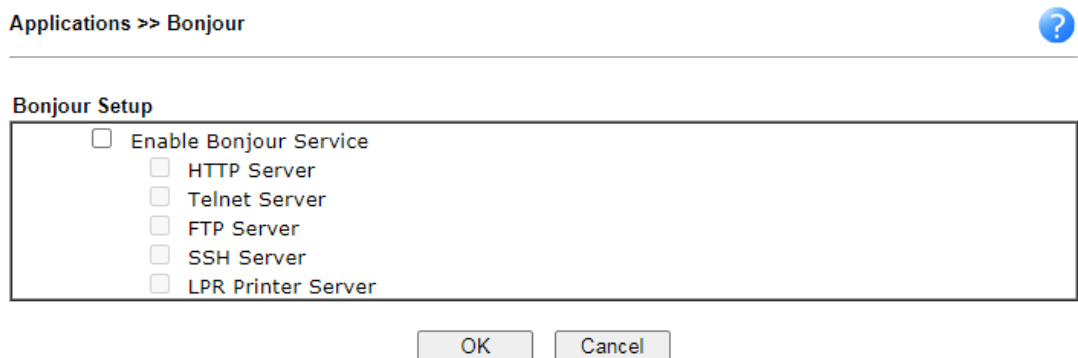 Applications >> Bonjour
?
Bonjour Setup
Enable Bonjour Service
HTTP Server
Telnet Server
FTP Server
SSH Server
LPR Printer Server
OK Cancel